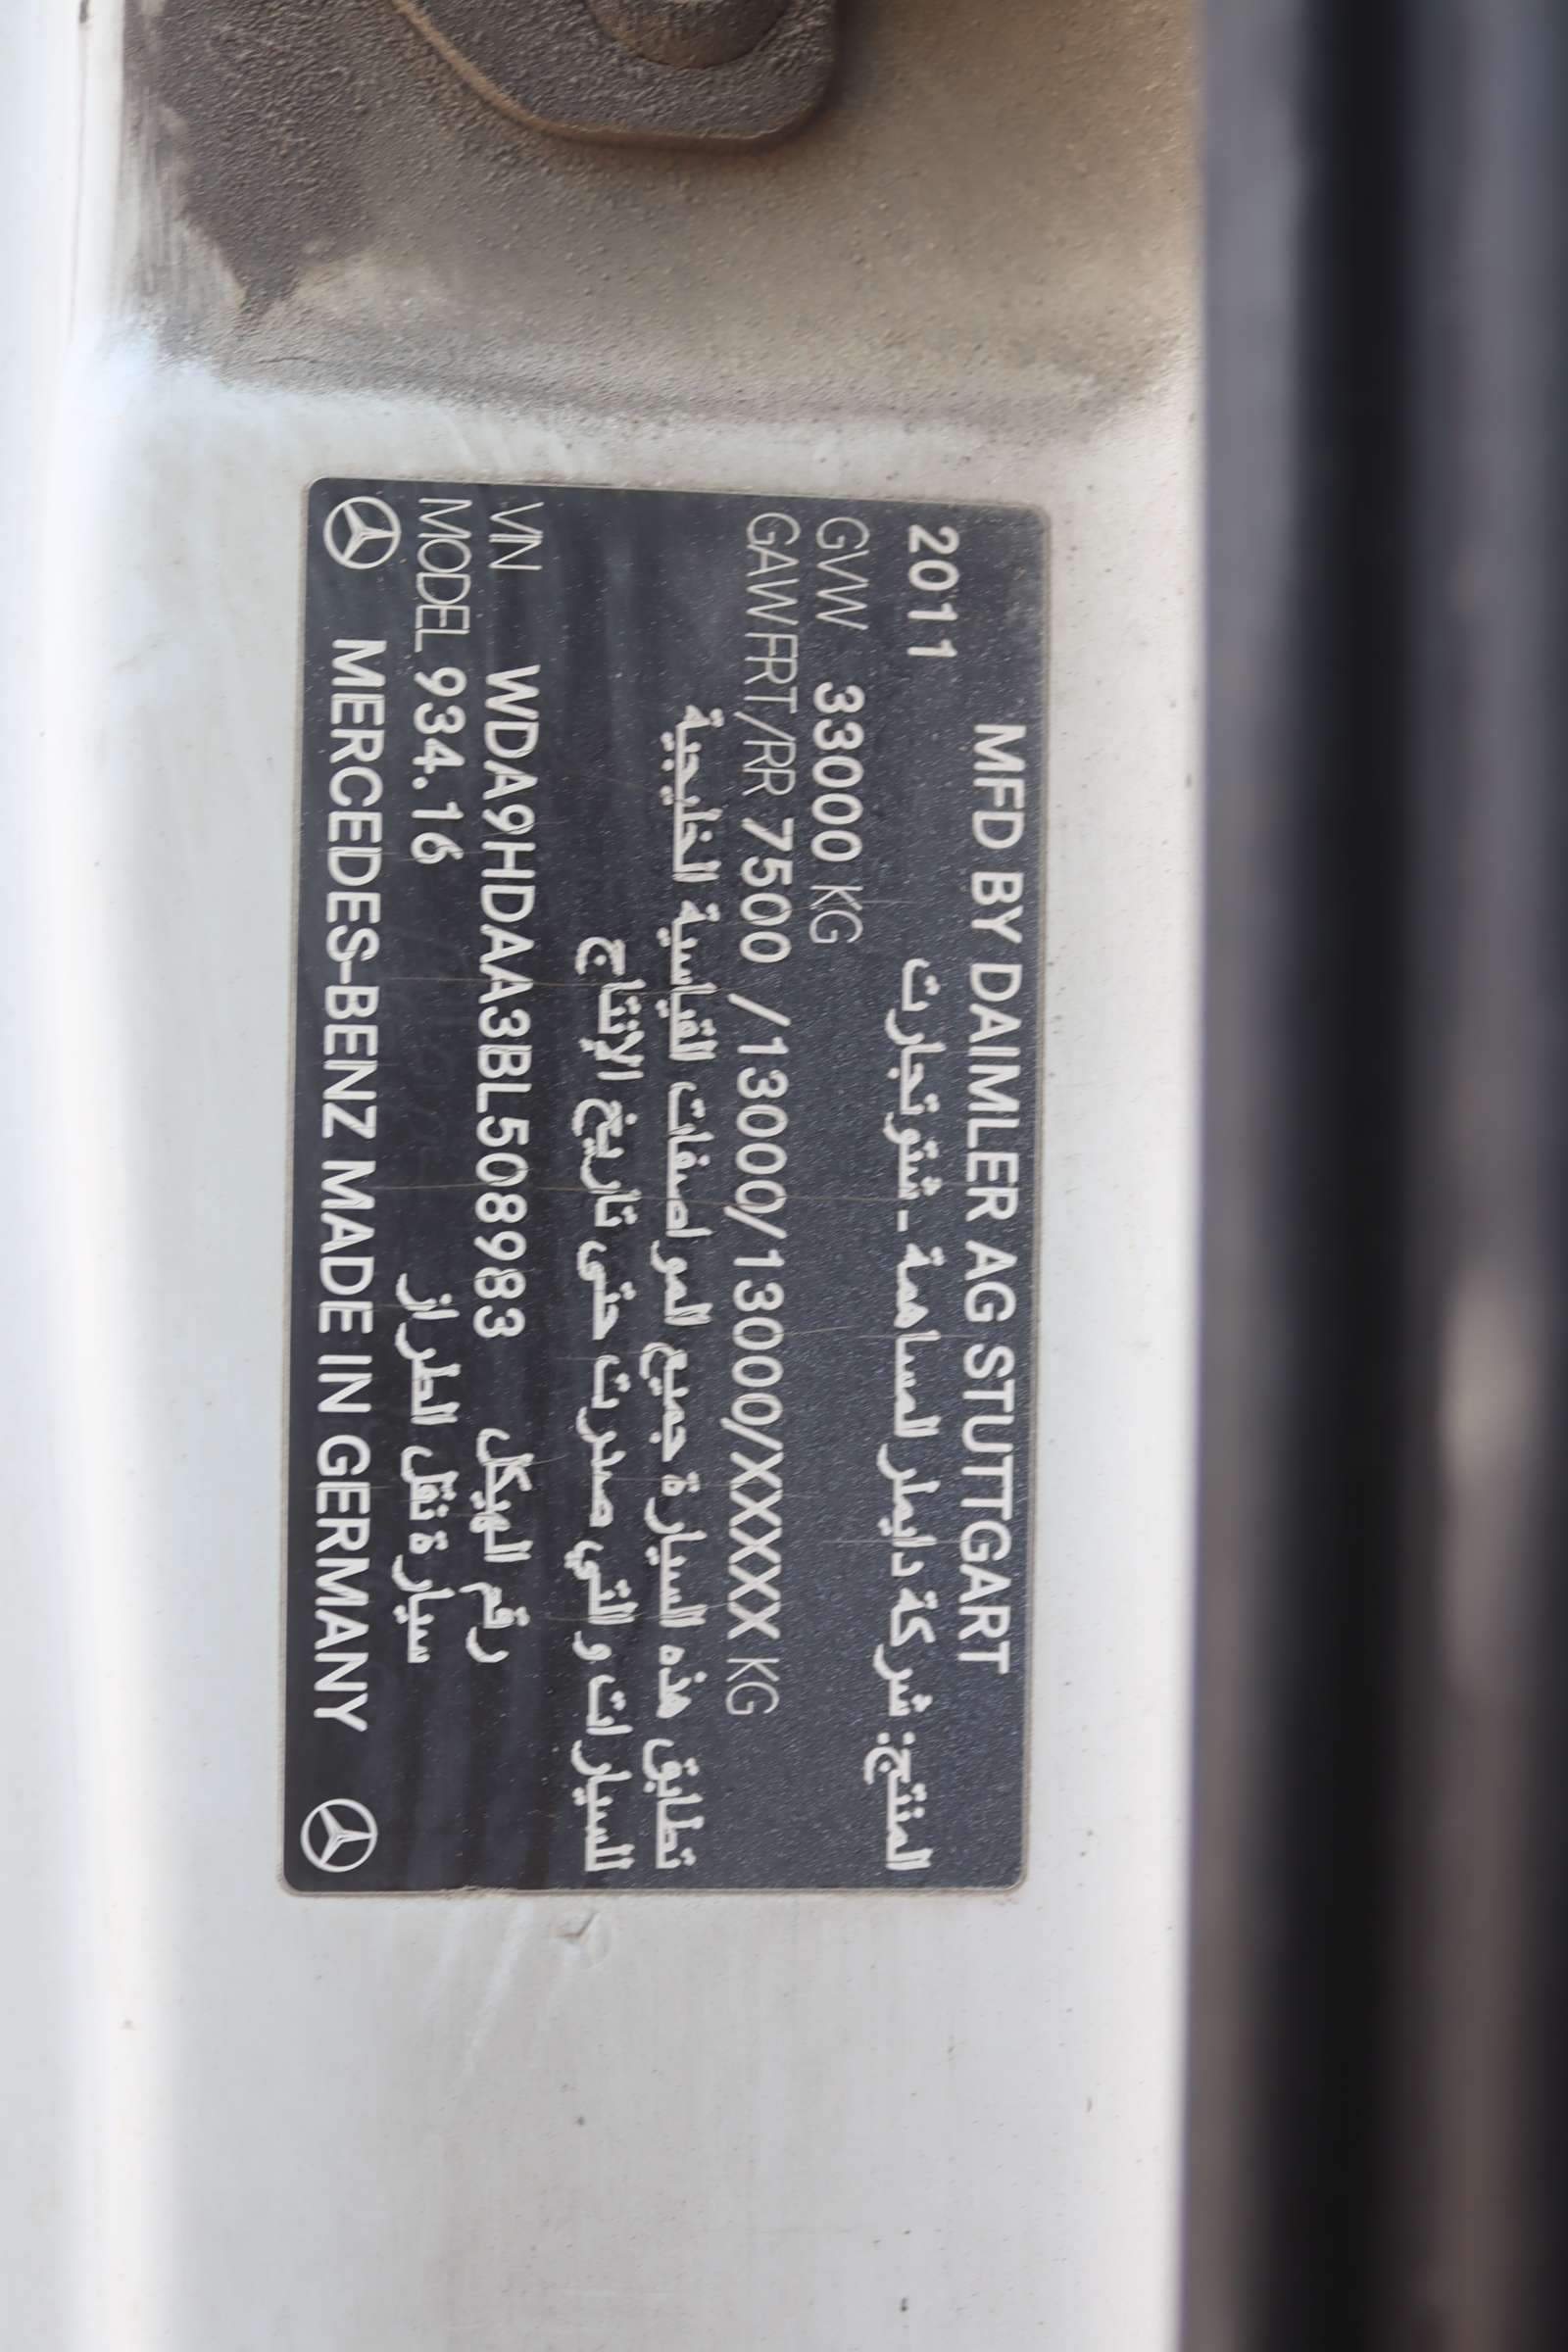 MFD BY DAIMLER AG STUTTGART
2011 المنتج: شركة دايملر المساهمة - شتوتجارت
GVW 33000 KG
GAW FRT/RR 7500 /13000/13000/XXXXX KG
تطابق هذه السيارة جميع المواصفات القياسية الخليجية
للسيارات والتي صدرت حتى تاريخ الإنتاج
VIN WDA9HDAA3BL508983 رقم الهيكل
MODEL 934.16 سيارة نقل الطراز
MERCEDES-BENZ MADE IN GERMANY